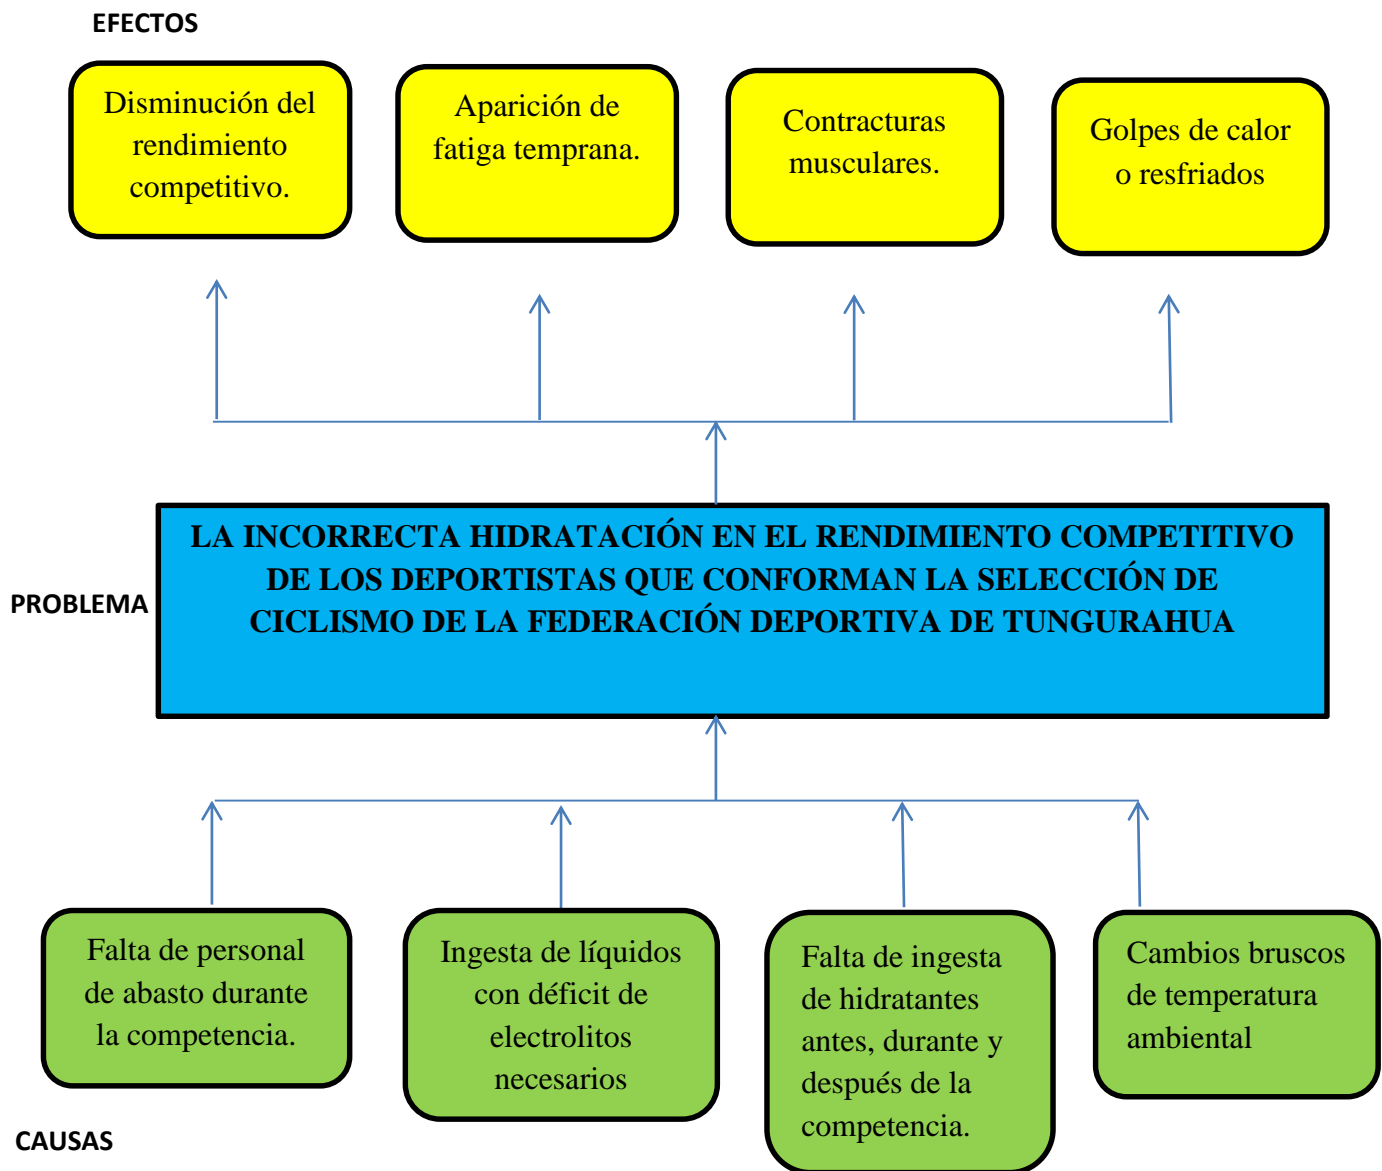 EFECTOS
Disminución del
rendimiento
competitivo.
Aparición de
fatiga temprana.
Contracturas
musculares.
Golpes de calor
o resfriados
PROBLEMA
LA INCORRECTA HIDRATACIÓN EN EL RENDIMIENTO COMPETITIVO
DE LOS DEPORTISTAS QUE CONFORMAN LA SELECCIÓN DE
CICLISMO DE LA FEDERACIÓN DEPORTIVA DE TUNGURAHUA
Falta de personal
de abasto durante
la competencia.
Ingesta de líquidos
con déficit de
electrolitos
necesarios
Falta de ingesta
de hidratantes
antes, durante y
después de la
competencia.
Cambios bruscos
de temperatura
ambiental
CAUSAS